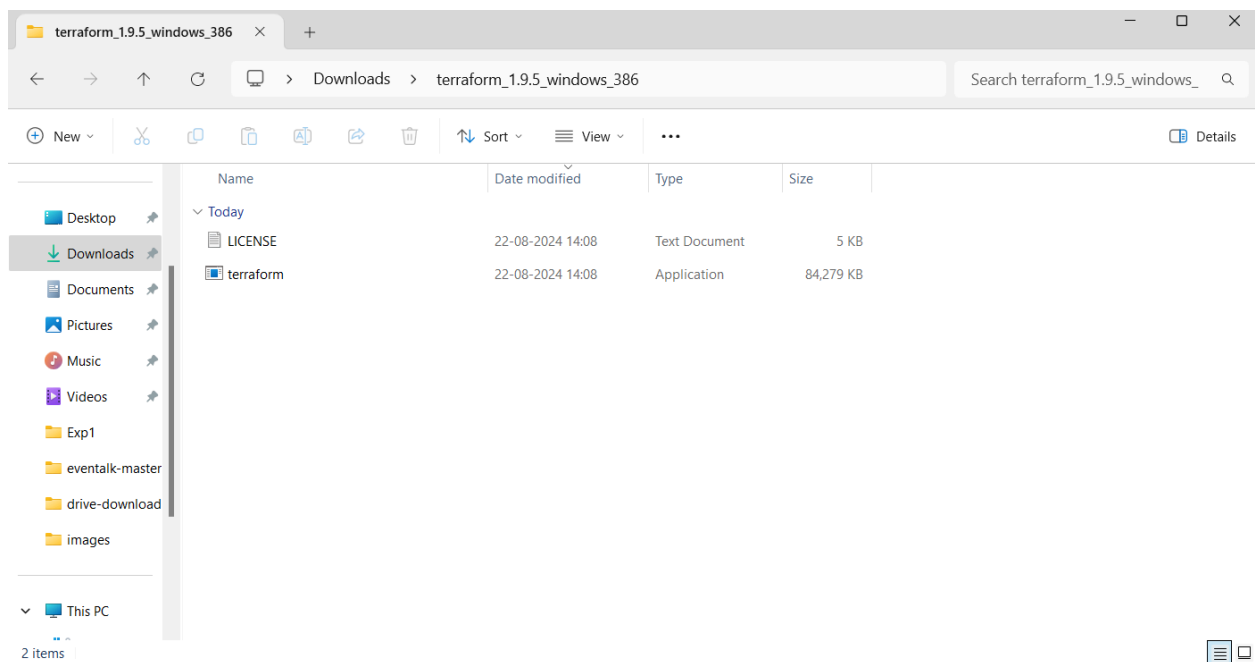 terraform_1.9.5_windows_386
Downloads > terraform_1.9.5_windows_386
Search terraform_1.9.5_windows_
New
Sort
View
Details
Name Date modified Type Size
Today
LICENSE 22-08-2024 14:08 Text Document 5 KB
terraform 22-08-2024 14:08 Application 84,279 KB
Desktop
Downloads
Documents
Pictures
Music
Videos
Exp1
eventalk-master
drive-download
images
This PC
2 items